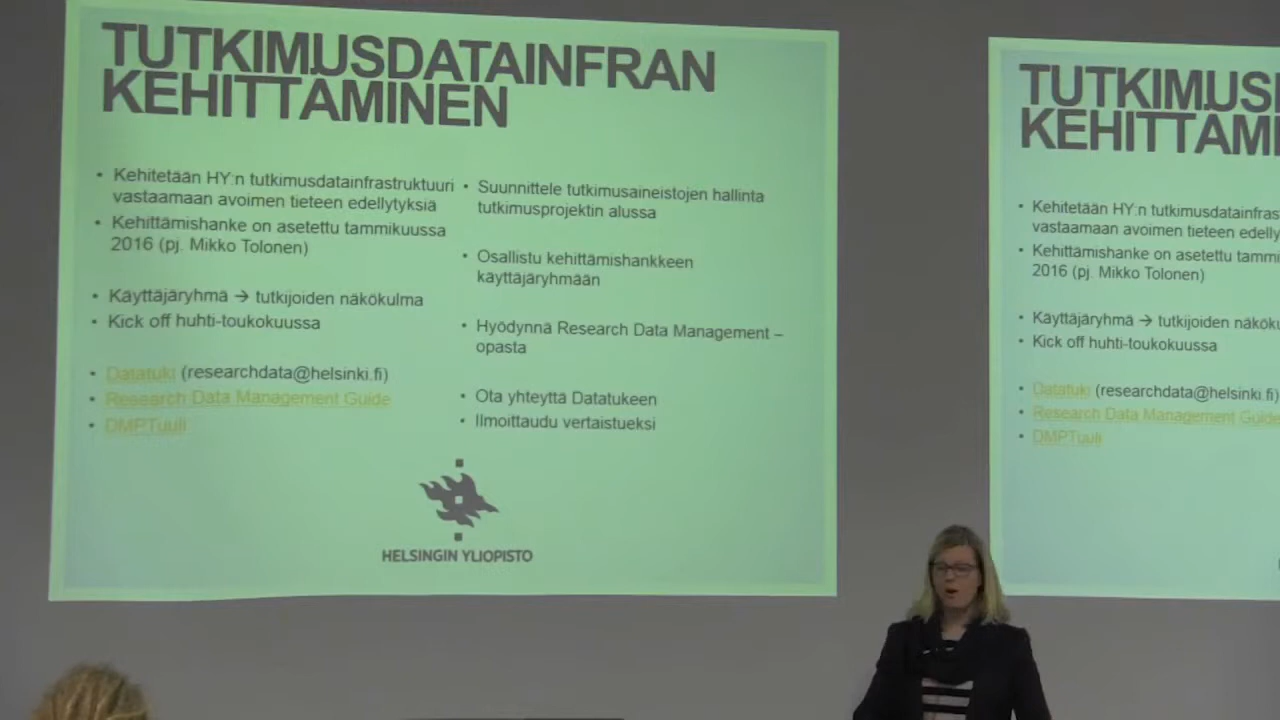 TUTKIMUSDATAINFRAN
KEHITTÄMINEN
• Kehitetään HY:n tutkimusdatainfrastruktuuri
vastaamaan avoimen tieteen edellytyksiä
• Kehittämishanke on asetettu tammikuussa
2016 (pj. Mikko Tolonen)
• Käyttäjäryhmä → tutkijoiden näkökulma
• Kick off huhti-toukokuussa
• Datatuki (researchdata@helsinki.fi)
• Research Data Management Guide
• DMPTuuli
• Suunnittele tutkimusaineistojen hallinta
tutkimusprojektin alussa
• Osallistu kehittämishankkeen
käyttäjäryhmään
• Hyödynnä Research Data Management –
opasta
• Ota yhteyttä Datatukeen
• Ilmoittaudu vertaistueksi
HELSINGIN YLIOPISTO
TUTKIMUS
KEHITTÄMI
• Kehitetään HY:n tutkimusdatainfras
vastaamaan avoimen tieteen edelly
• Kehittämishanke on asetettu tammi
2016 (pj. Mikko Tolonen)
• Käyttäjäryhmä → tutkijoiden näkök
• Kick off huhti-toukokuussa
• Datatuki (researchdata@helsinki.fi)
• Research Data Management Guide
• DMPTuuli